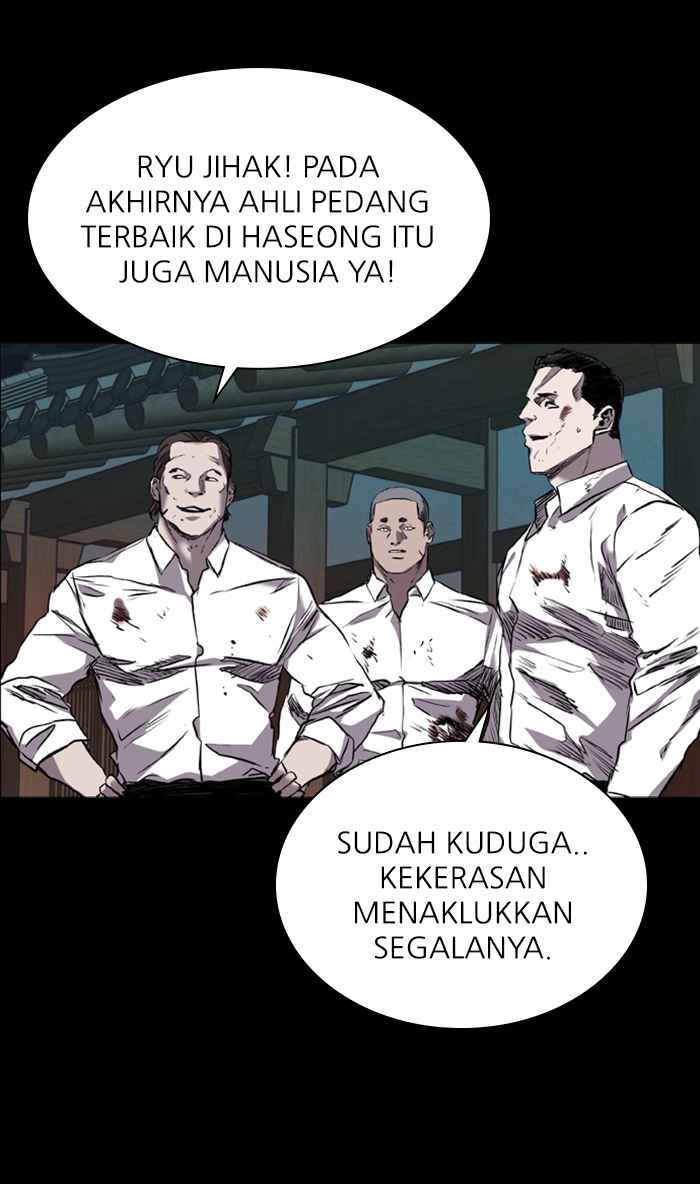 RYU JIHAK! PADA
AKHIRNYA AHLI PEDANG
TERBAIK DI HASEONG ITU
JUGA MANUSIA YA!
SUDAH KUDUGA..
KEKERASAN
MENAKLUKKAN
SEGALANYA.